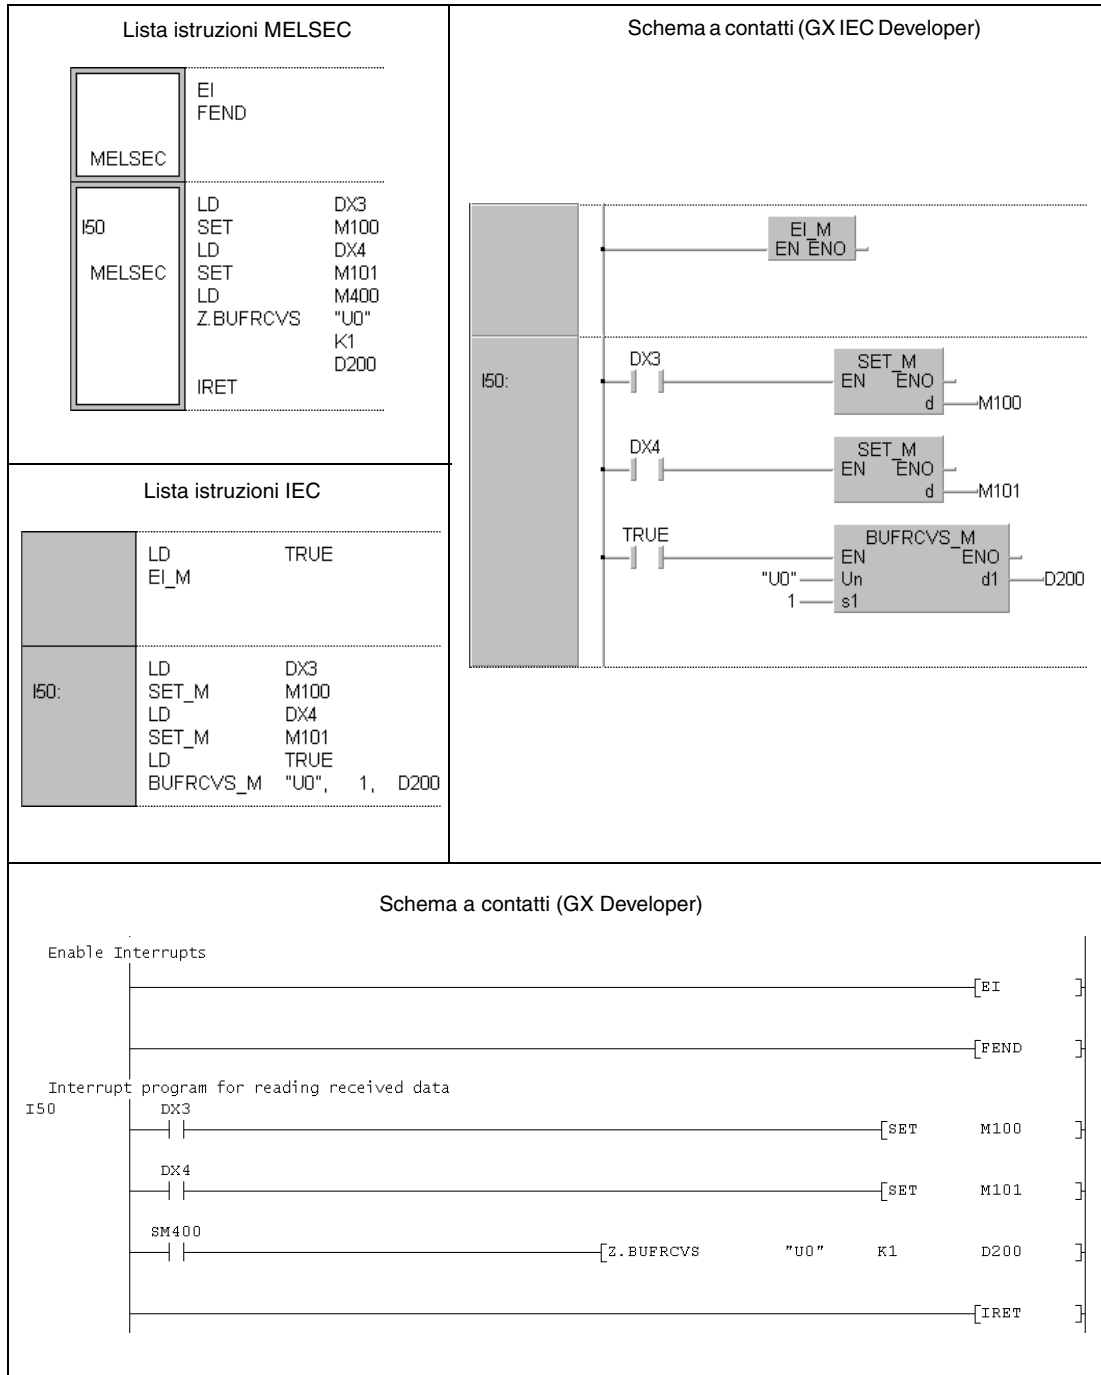 Lista istruzioni MELSEC
MELSEC
EI
FEND
I50
MELSEC
LD DX3
SET M100
LD DX4
SET M101
LD M400
Z.BUFRCVS "U0"
K1
D200
IRET
Lista istruzioni IEC
LD TRUE
EI_M
I50:
LD DX3
SET_M M100
LD DX4
SET_M M101
LD TRUE
BUFRCVS_M "U0", 1, D200
Schema a contatti (GX IEC Developer)
EI_M
EN ENO
I50:
DX3
SET_M
EN ENO
d M100
DX4
SET_M
EN ENO
d M101
TRUE
BUFRCVS_M
EN ENO
"U0" Un d1 D200
1 s1
Schema a contatti (GX Developer)
Enable Interrupts
EI
FEND
Interrupt program for reading received data
I50
DX3
SET M100
DX4
SET M101
SM400
Z.BUFRCVS "U0" K1 D200
IRET